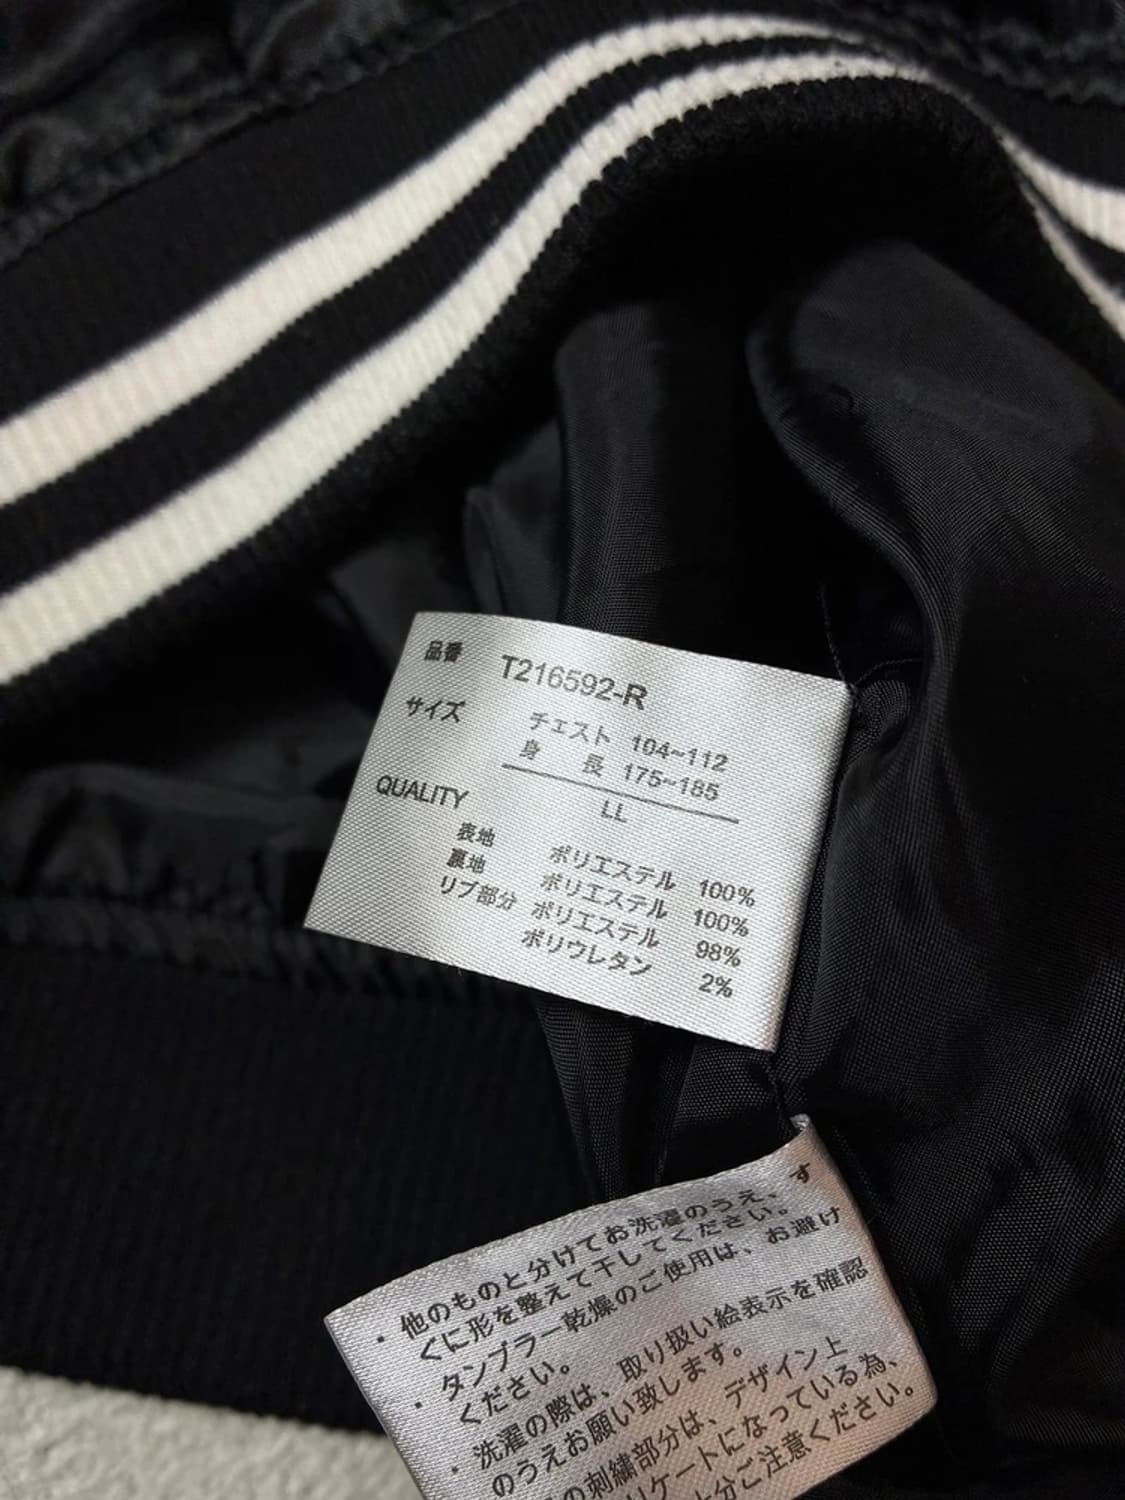 品番 T216592-R
サイズ チェスト 104~112
身 長 175~185
LL
QUALITY
表地 ポリエステル 100%
裏地 ポリエステル 100%
リブ部分 ポリエステル 98%
ポリウレタン 2%
・他のものと分けてお洗濯のうえ、す
くに形を整えて干してください。
・タンブラー乾燥のご使用は、お避け
ください。
・洗濯の際は、取り扱い絵表示を確認
のうえお願い致します。
の刺繍部分は、デザイン上
リケートになっている為、
分ご注意ください。